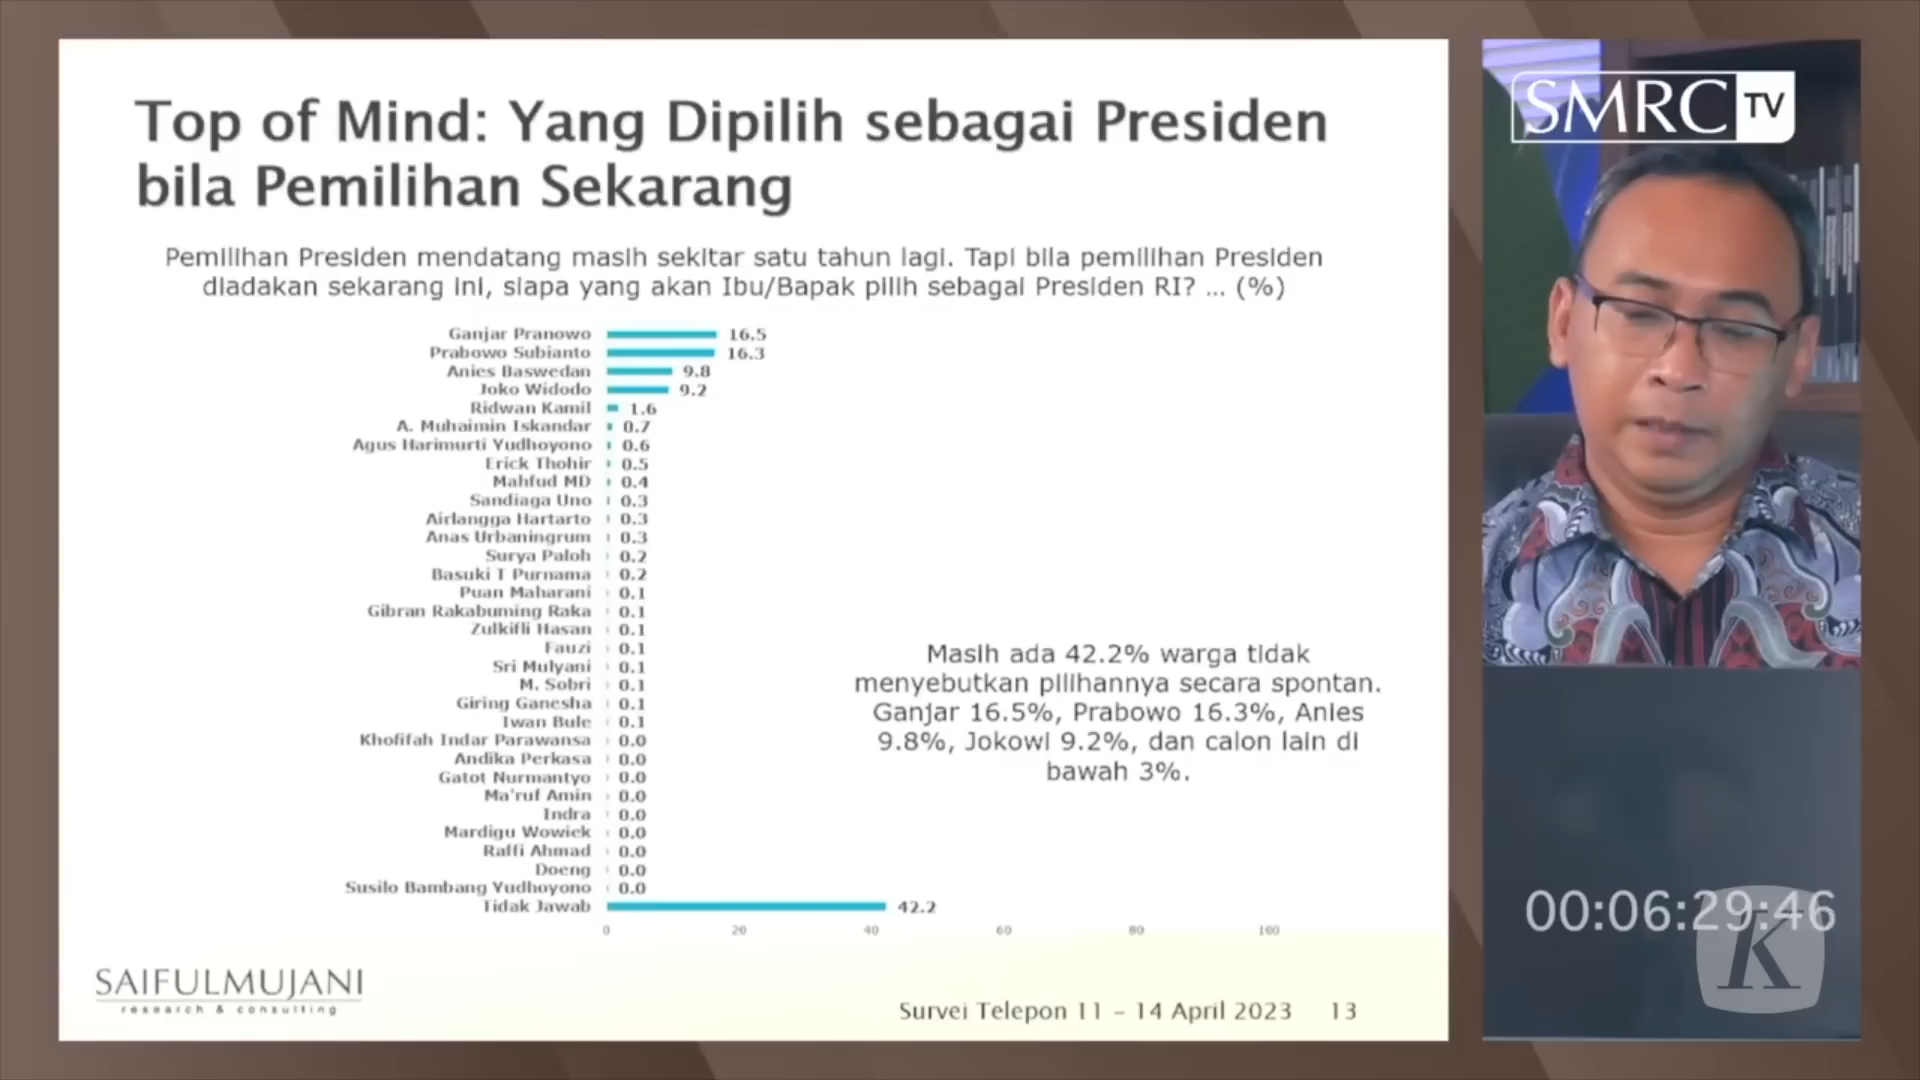 Top of Mind: Yang Dipilih sebagai Presiden
bila Pemilihan Sekarang
Pemilihan Presiden mendatang masih sekitar satu tahun lagi. Tapi bila pemilihan Presiden
diadakan sekarang ini, siapa yang akan Ibu/Bapak pilih sebagai Presiden RI? ... (%)
Ganjar Pranowo 16.5
Prabowo Subianto 16.3
Anies Baswedan 9.8
Joko Widodo 9.2
Ridwan Kamil 1.6
A. Muhaimin Iskandar 0.7
Agus Harimurti Yudhoyono 0.6
Erick Thohir 0.5
Mahfud MD 0.4
Sandiaga Uno 0.3
Airlangga Hartarto 0.3
Anas Urbaningrum 0.3
Surya Paloh 0.2
Basuki T Purnama 0.2
Puan Maharani 0.1
Gibran Rakabuming Raka 0.1
Zulkifli Hasan 0.1
Fauzi 0.1
Sri Mulyani 0.1
M. Sobri 0.1
Giring Ganesha 0.1
Iwan Bule 0.1
Khofifah Indar Parawansa 0.0
Andika Perkasa 0.0
Gatot Nurmantyo 0.0
Ma'ruf Amin 0.0
Indra 0.0
Mardigu Wowiek 0.0
Raffi Ahmad 0.0
Doeng 0.0
Susilo Bambang Yudhoyono 0.0
Tidak Jawab 42.2
0 20 40 60 80 100
Masih ada 42.2% warga tidak
menyebutkan pilihannya secara spontan.
Ganjar 16.5%, Prabowo 16.3%, Anies
9.8%, Jokowi 9.2%, dan calon lain di
bawah 3%.
SAIFULMUJANI
research & consulting
Survei Telepon 11 – 14 April 2023 13
SMRC TV
00:06:29:46
K